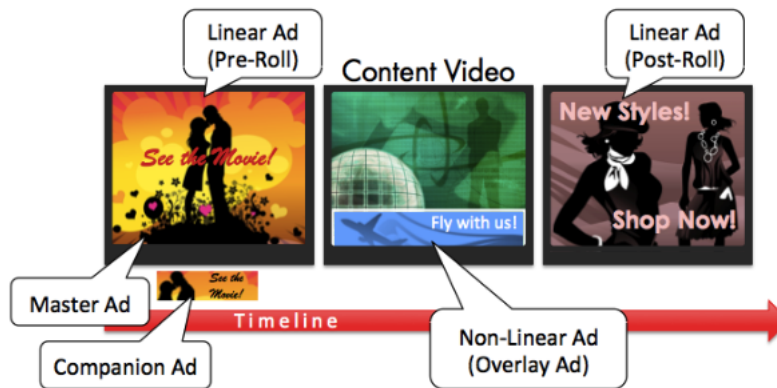 Linear Ad
(Pre-Roll)
Content Video
Linear Ad
(Post-Roll)
See the Movie!
Fly with us!
New Styles!
Shop Now!
Master Ad
See the
Movie!
Timeline
Companion Ad
Non-Linear Ad
(Overlay Ad)